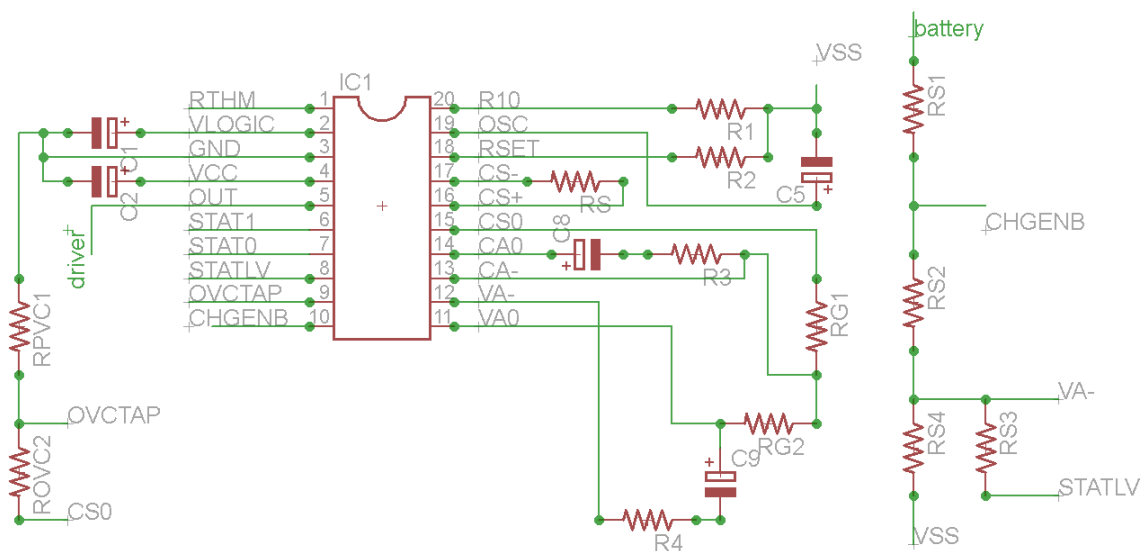 battery
VSS
IC1
RS1
RTHM 1 20 R10
VLOGIC 2 19 OSC
R1
GND 3 18 RSET
C1
VCC 4 17 CS-
R2
C2
OUT 5 16 CS+
RS
C5
STAT1 6 15 CS0
CHGENB
C8
driver
STAT0 7 14 CA0
R3
STATLV 8 13 CA-
OVCTAP 9 12 VA-
RS2
CHGENB 10 11 VA0
RPVC1
RG1
VA-
OVCTAP
RG2
RS4
RS3
C9
ROVC2
STATLV
CS0
R4
VSS